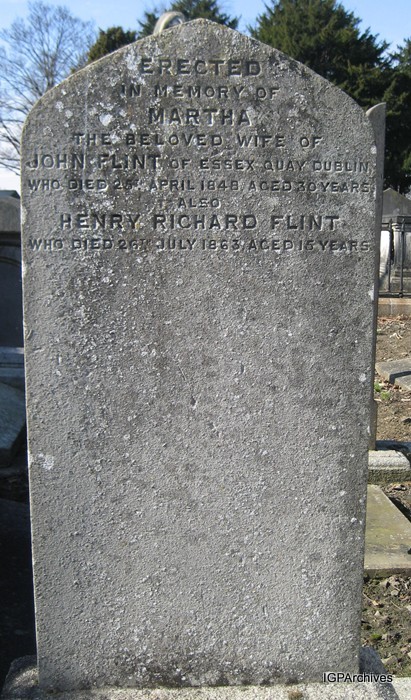 ERECTED
IN MEMORY OF
MARTHA
THE BELOVED WIFE OF
JOHN FLINT OF ESSEX QUAY DUBLIN
WHO DIED APRIL 1848 AGED 30 YEARS
ALSO
HENRY RICHARD FLINT
WHO DIED 26TH JULY 1863 AGED 15 YEARS
IGPArchives